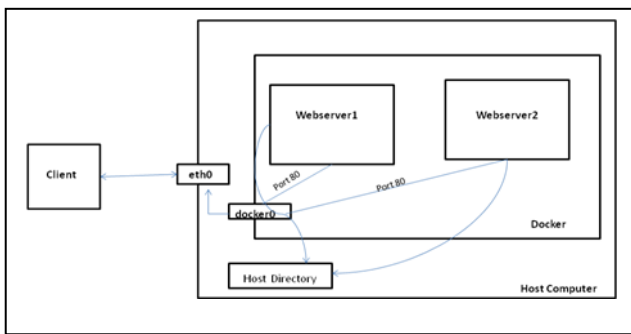 Webserver1
Webserver2
Client
eth0
Port 80
Port 80
docker0
Docker
Host Directory
Host Computer